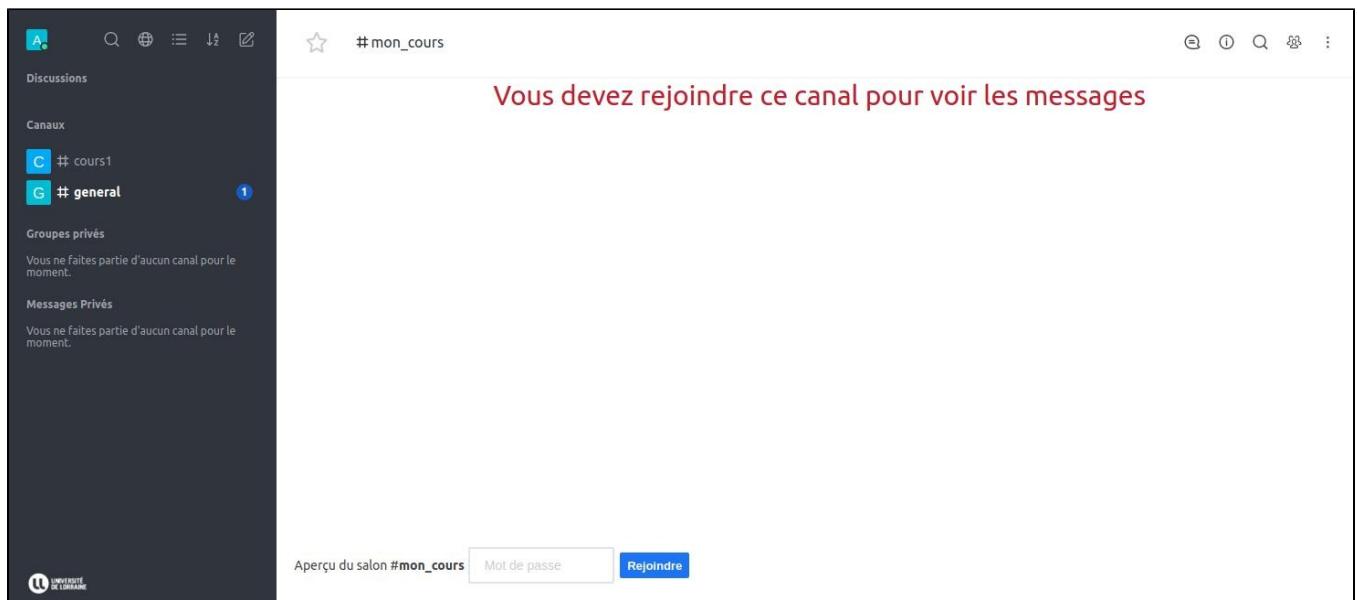 A
# mon_cours
Discussions
Vous devez rejoindre ce canal pour voir les messages
Canaux
C # cours1
G # general 1
Groupes privés
Vous ne faites partie d'aucun canal pour le
moment.
Messages Privés
Vous ne faites partie d'aucun canal pour le
moment.
Aperçu du salon #mon_cours Mot de passe Rejoindre
UNIVERSITÉ
DE LORRAINE